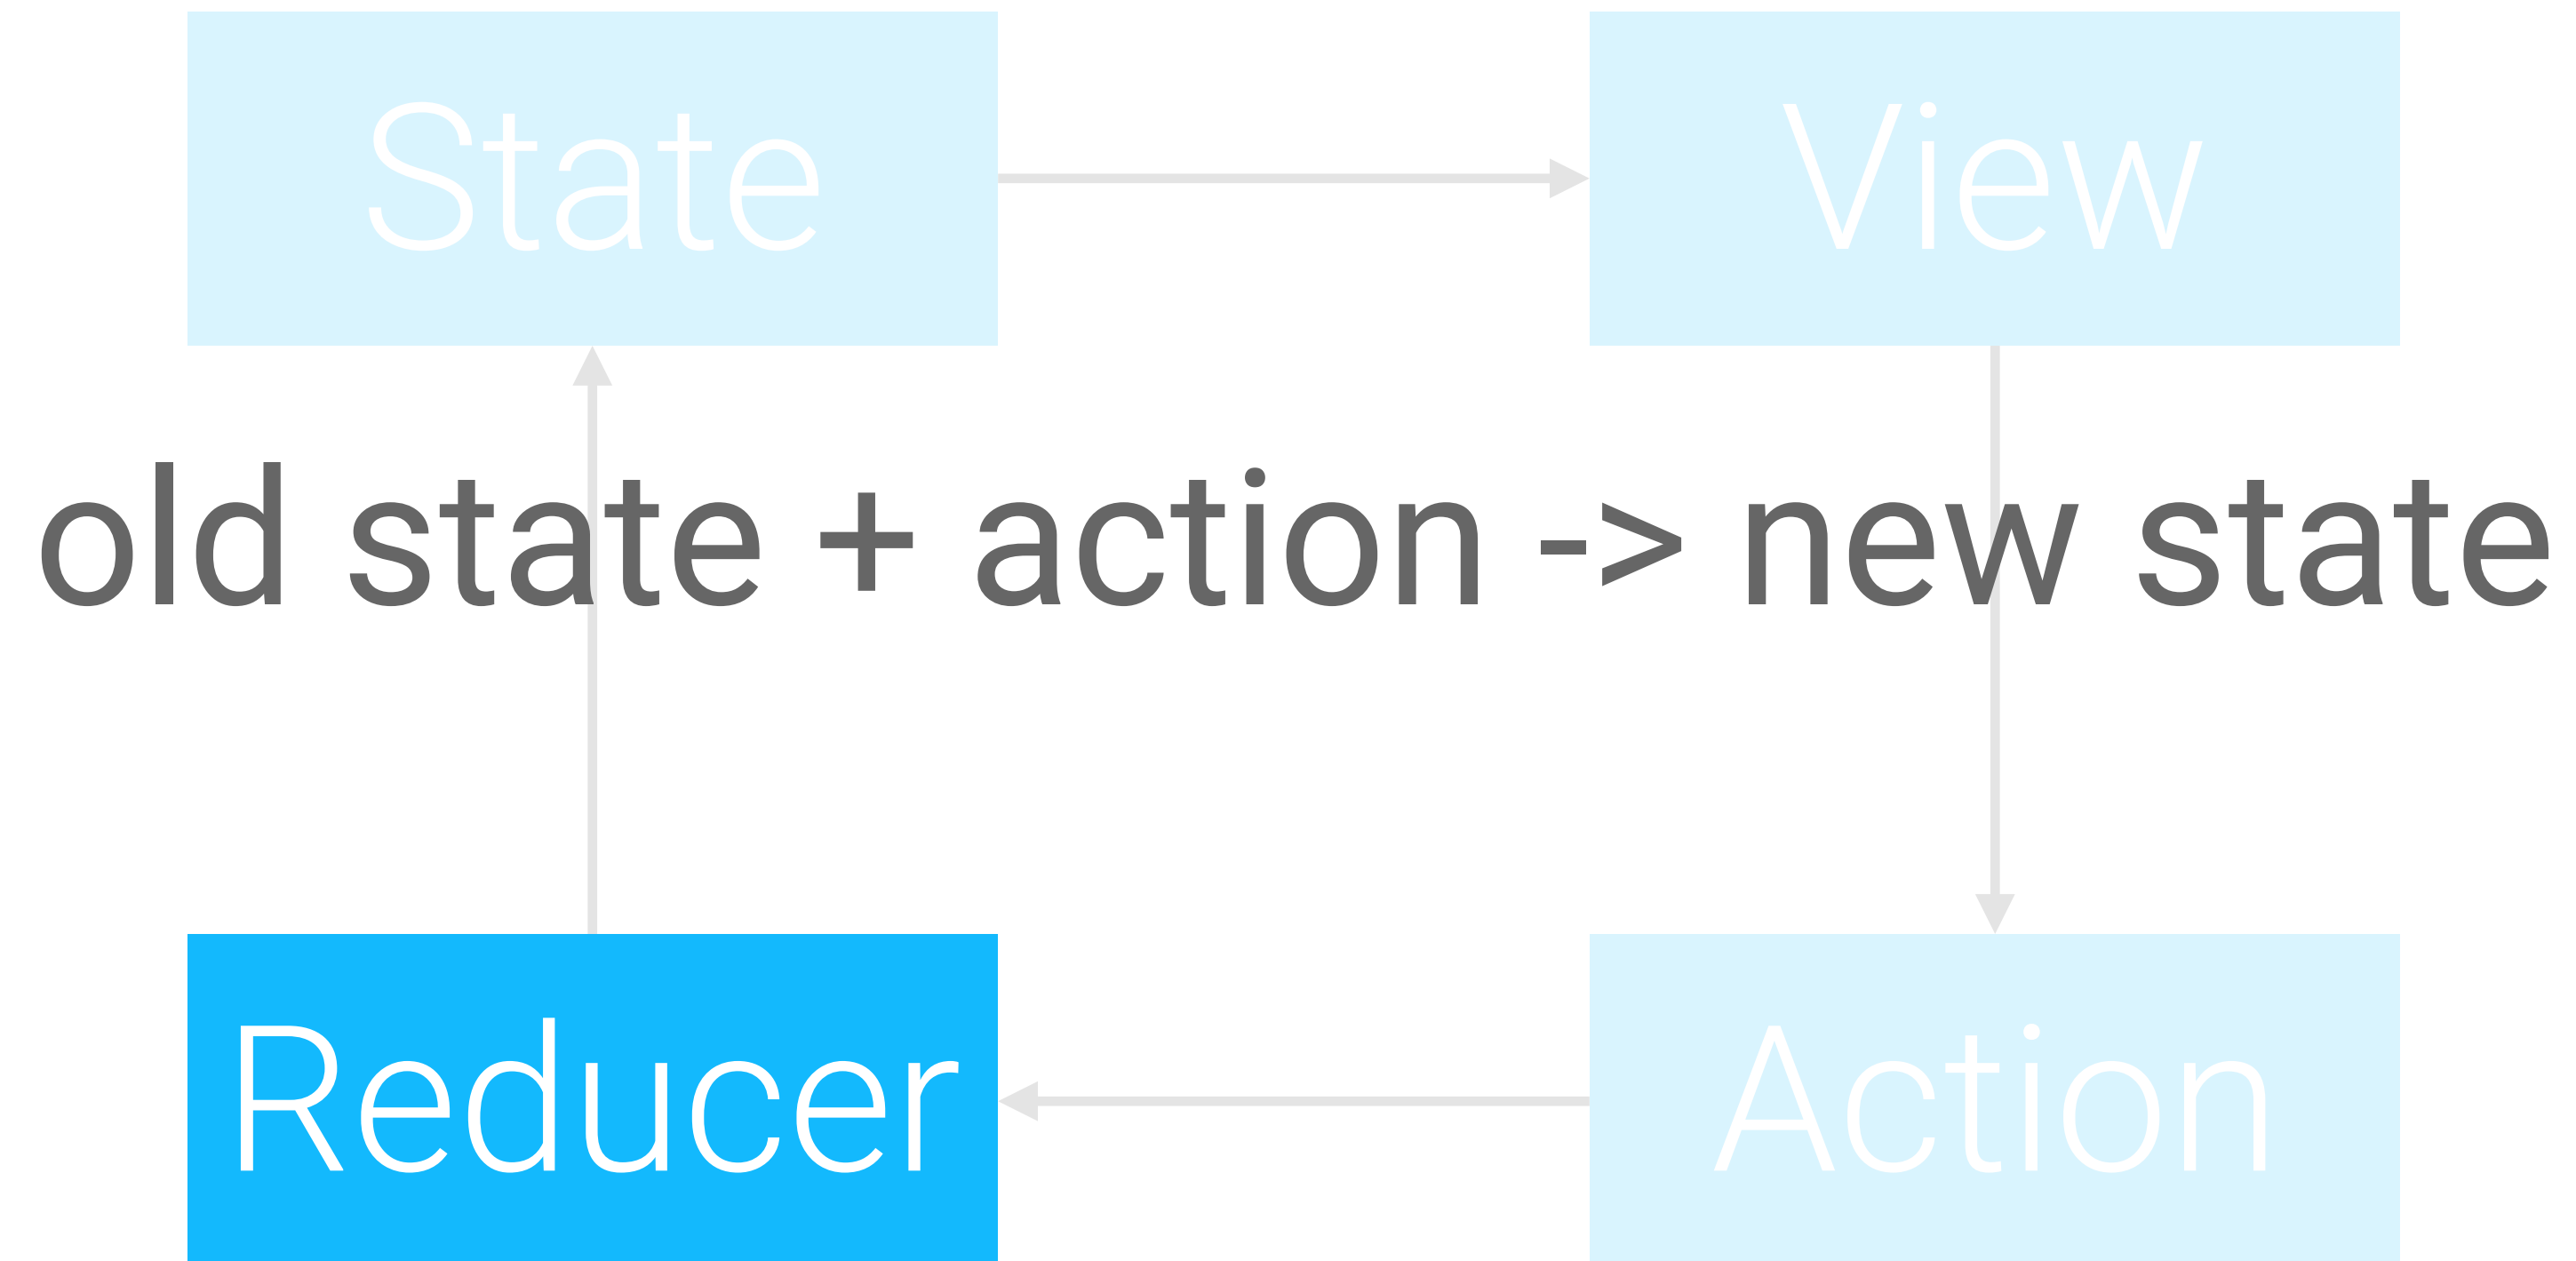 State
View
old state + action -> new state
Reducer
Action